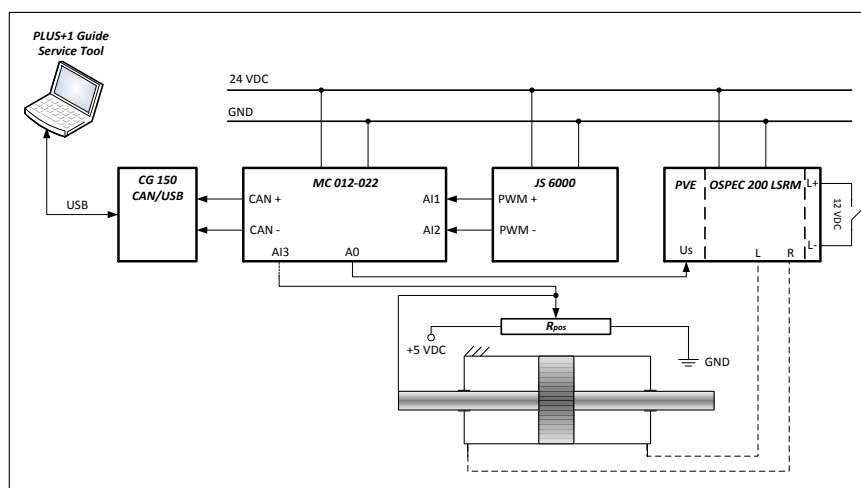 PLUS+1 Guide
Service Tool
24 VDC
GND
CG 150
CAN/USB
MC 012-022
JS 6000
PVE
OSPEC 200 LSRM
L+
12 VDC
L-
USB
CAN +
CAN -
AI1
AI2
PWM +
PWM -
AI3
A0
Us
L
R
Rpos
+5 VDC
GND